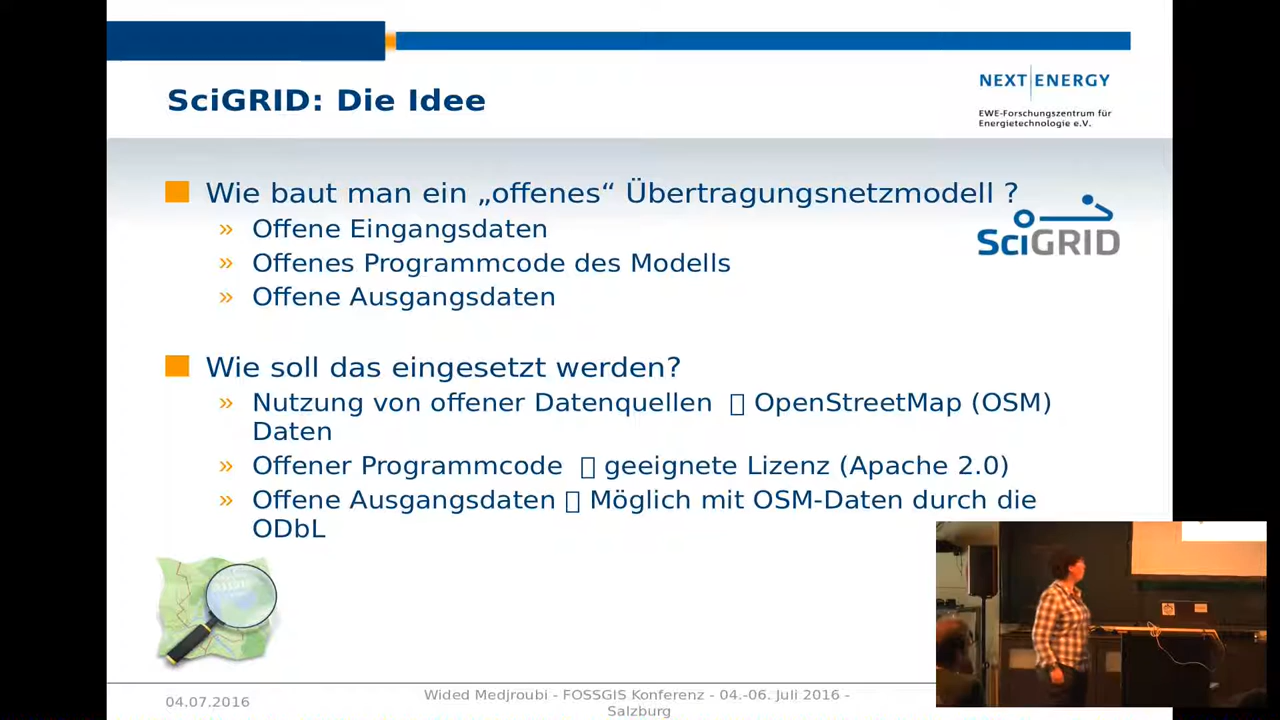 SciGRID: Die Idee
NEXT ENERGY
EWE-Forschungszentrum für
Energietechnologie e.V.
Wie baut man ein „offenes“ Übertragungsnetzmodell ?
» Offene Eingangsdaten
» Offenes Programmcode des Modells
» Offene Ausgangsdaten
SciGRID
Wie soll das eingesetzt werden?
» Nutzung von offener Datenquellen OpenStreetMap (OSM)
Daten
» Offener Programmcode geeignete Lizenz (Apache 2.0)
» Offene Ausgangsdaten Möglich mit OSM-Daten durch die
ODbL
04.07.2016
Wided Medjroubi - FOSSGIS Konferenz - 04.-06. Juli 2016 -
Salzburg